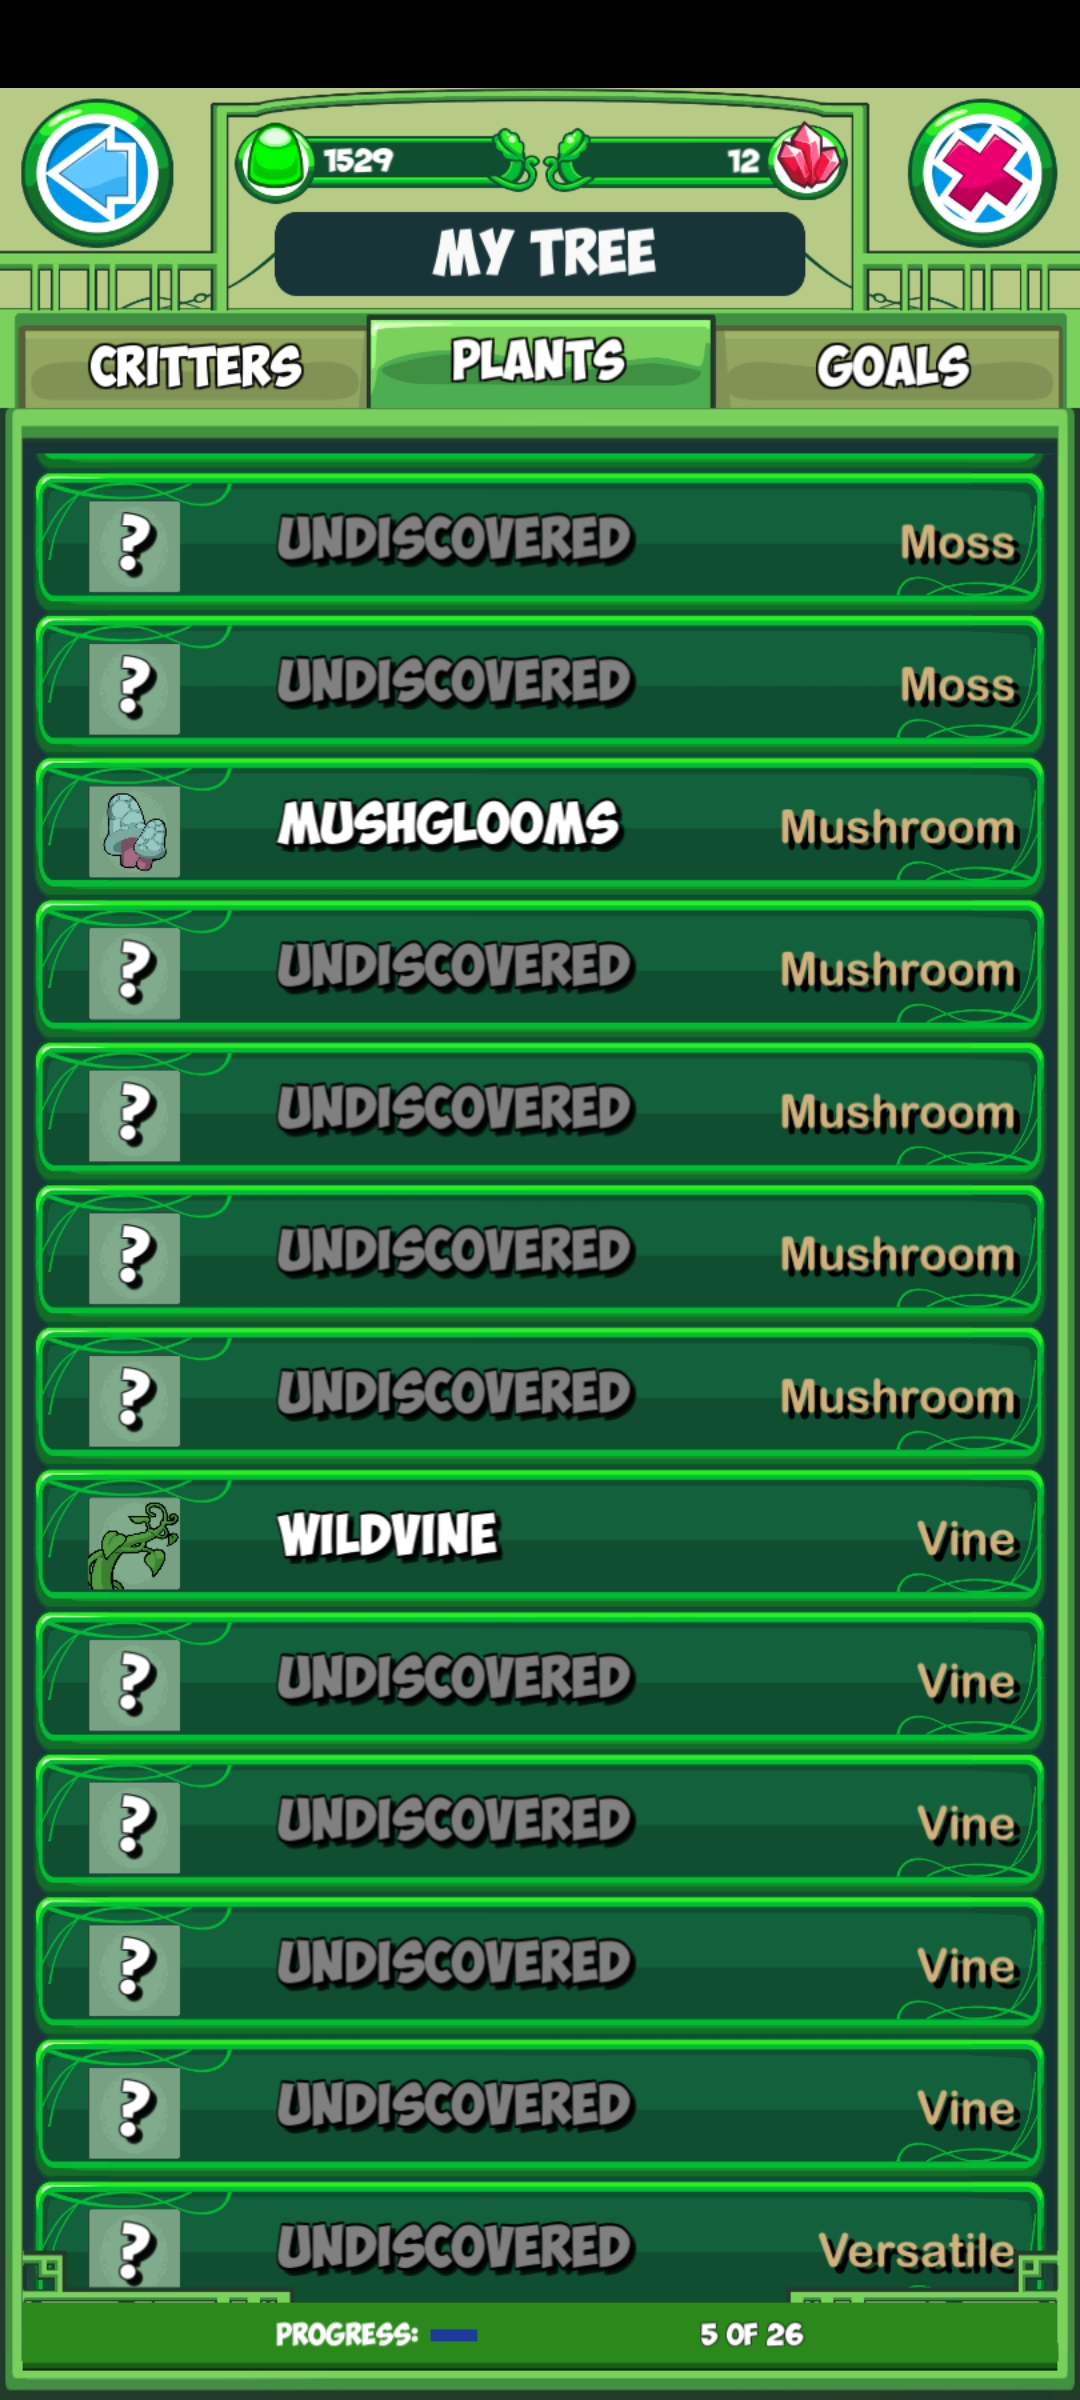 1529
12
MY TREE
CRITTERS
PLANTS
GOALS
? UNDISCOVERED Moss
? UNDISCOVERED Moss
MUSHGLOOMS Mushroom
? UNDISCOVERED Mushroom
? UNDISCOVERED Mushroom
? UNDISCOVERED Mushroom
? UNDISCOVERED Mushroom
WILDVINE Vine
? UNDISCOVERED Vine
? UNDISCOVERED Vine
? UNDISCOVERED Vine
? UNDISCOVERED Vine
? UNDISCOVERED Versatile
PROGRESS: 5 OF 26